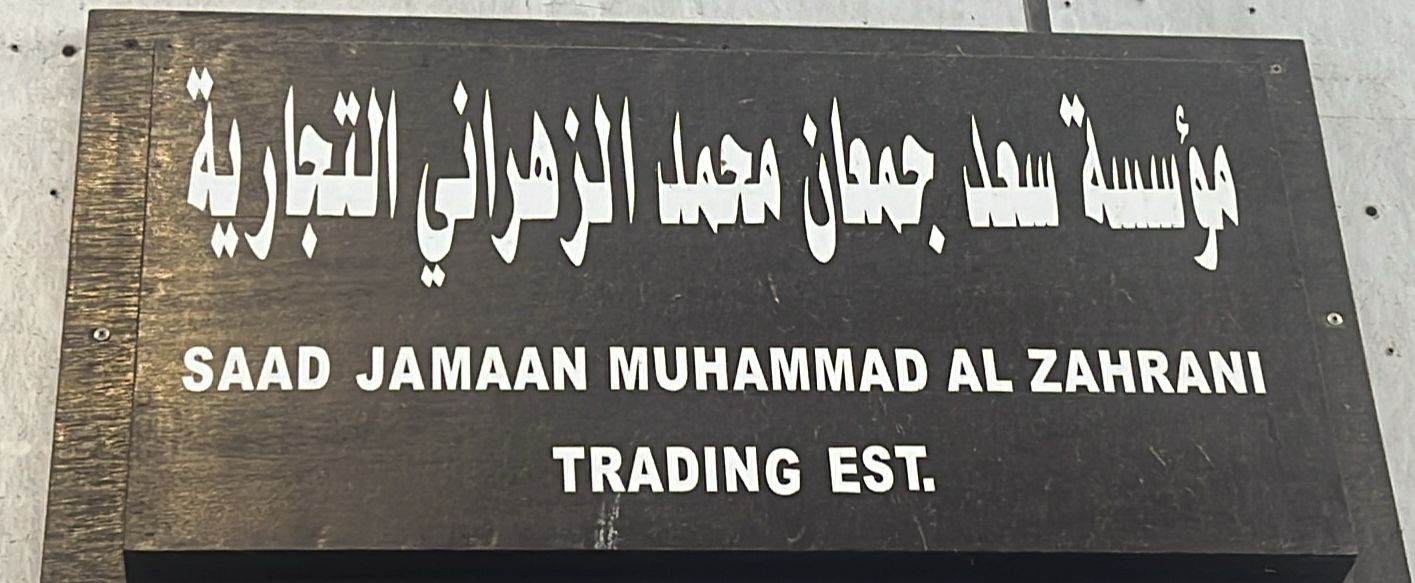 مؤسسة سعد جمعان محمد الزهراني التجارية
SAAD JAMAAN MUHAMMAD AL ZAHRANI
TRADING EST.